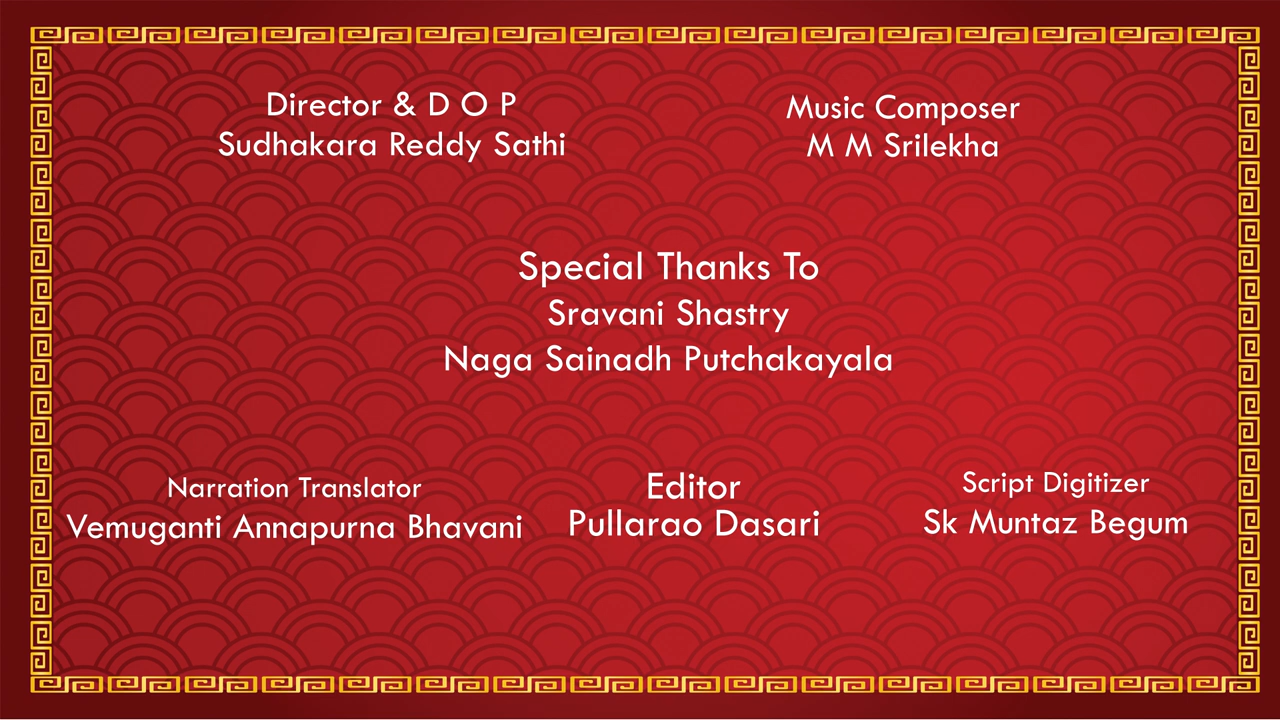 Director & D O P
Sudhakara Reddy Sathi
Music Composer
M M Srilekha
Special Thanks To
Sravani Shastry
Naga Sainadh Putchakayala
Narration Translator
Vemuganti Annapurna Bhavani
Editor
Pullarao Dasari
Script Digitizer
Sk Muntaz Begum